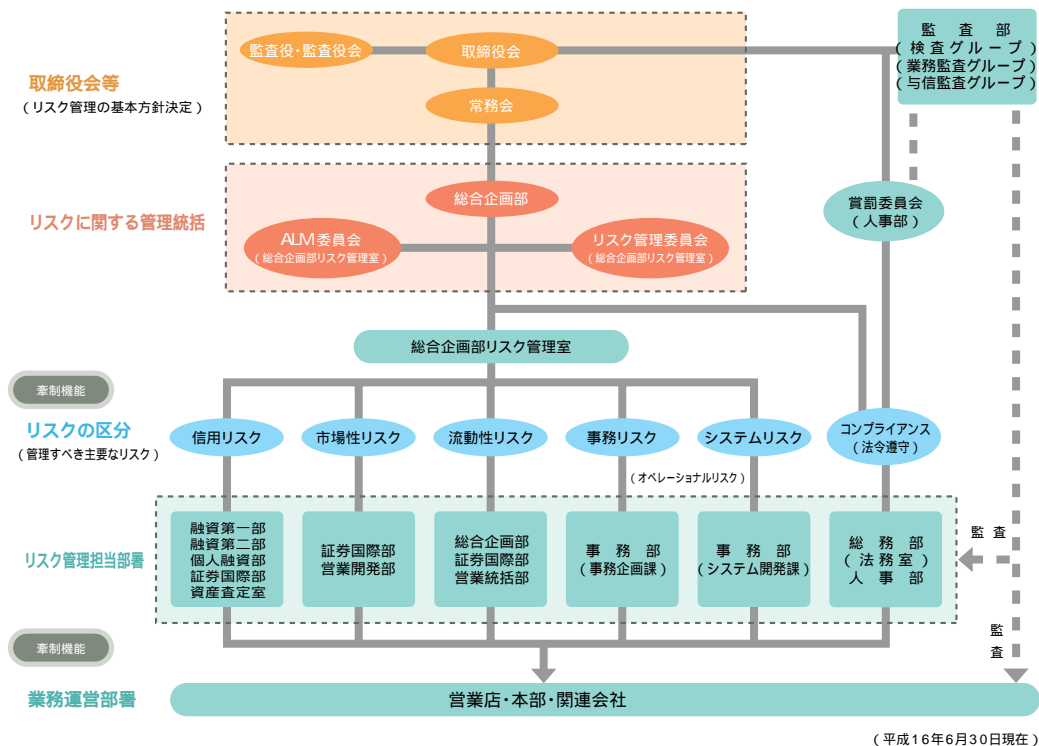 監査役・監査役会
取締役会
監査部
(検査グループ)
(業務監査グループ)
(与信監査グループ)
取締役会等
(リスク管理の基本方針決定)
常務会
リスクに関する管理統括
総合企画部
ALM委員会
(総合企画部リスク管理室)
リスク管理委員会
(総合企画部リスク管理室)
賞罰委員会
(人事部)
総合企画部リスク管理室
牽制機能
リスクの区分
(管理すべき主要なリスク)
信用リスク
市場性リスク
流動性リスク
事務リスク
システムリスク
コンプライアンス
(法令遵守)
(オペレーショナルリスク)
リスク管理担当部署
融資第一部
融資第二部
個人融資部
証券国際部
資産査定室
証券国際部
営業開発部
総合企画部
証券国際部
営業統括部
事務部
(事務企画課)
事務部
(システム開発課)
総務部
(法務室)
人事部
監査
監査
牽制機能
業務運営部署
営業店・本部・関連会社
(平成16年6月30日現在)